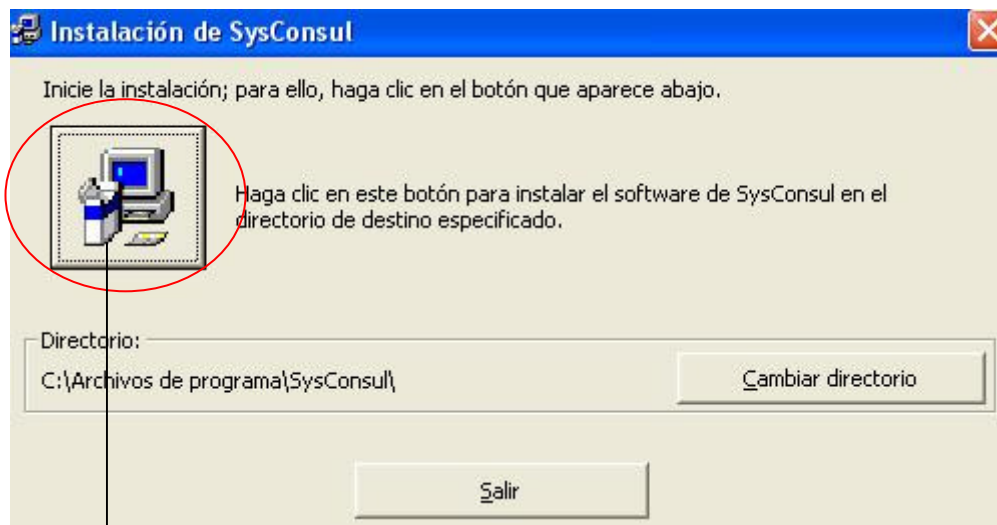 Instalación de SysConsul
Inicie la instalación; para ello, haga clic en el botón que aparece abajo.
Haga clic en este botón para instalar el software de SysConsul en el
directorio de destino especificado.
Directorio:
C:\Archivos de programa\SysConsul\
Cambiar directorio
Salir